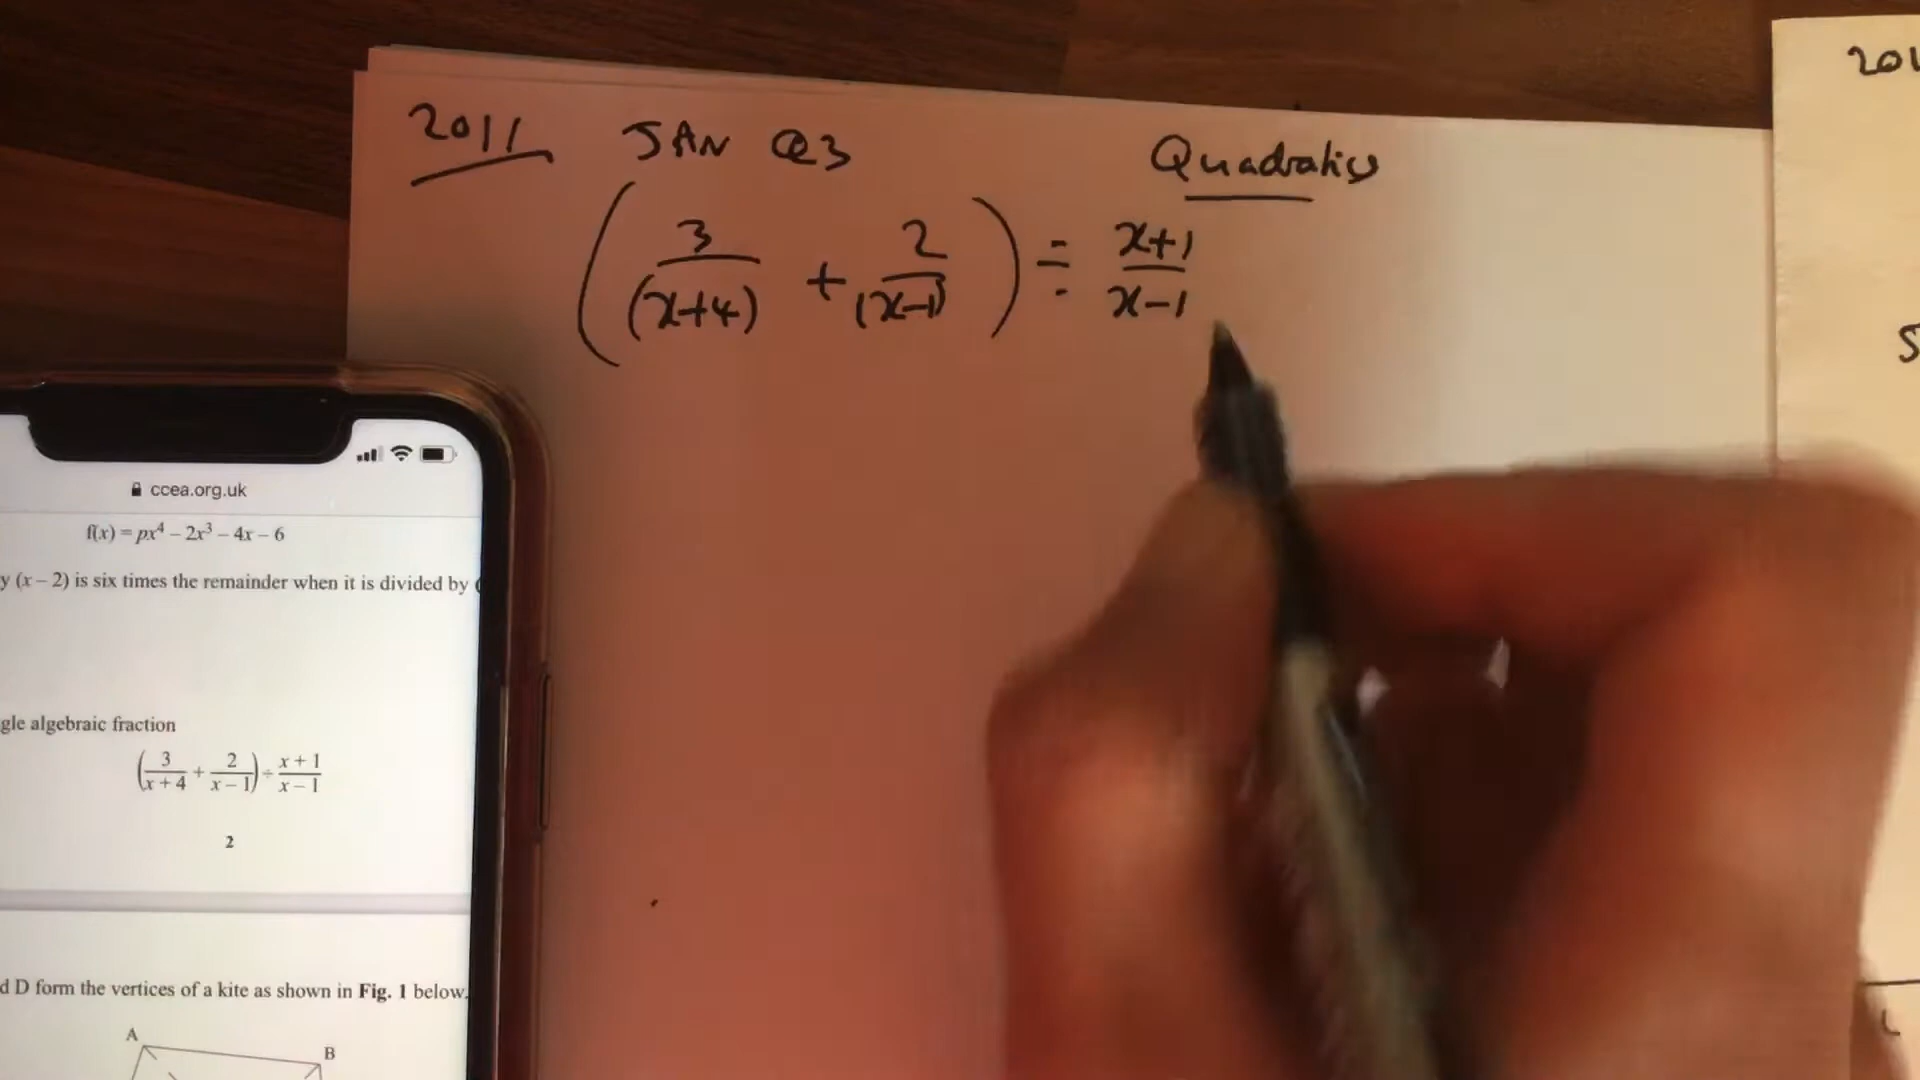 2011 JAN Q3 Quadratics
( 3/(x+4) + 2/(x-1) ) ÷ x+1/x-1
201
S
L
ccea.org.uk
f(x) = px⁴ – 2x³ – 4x – 6
y (x – 2) is six times the remainder when it is divided by (
gle algebraic fraction
( 3/x + 4 + 2/x – 1 ) ÷ x + 1/x – 1
2
d D form the vertices of a kite as shown in Fig. 1 below.
A
B